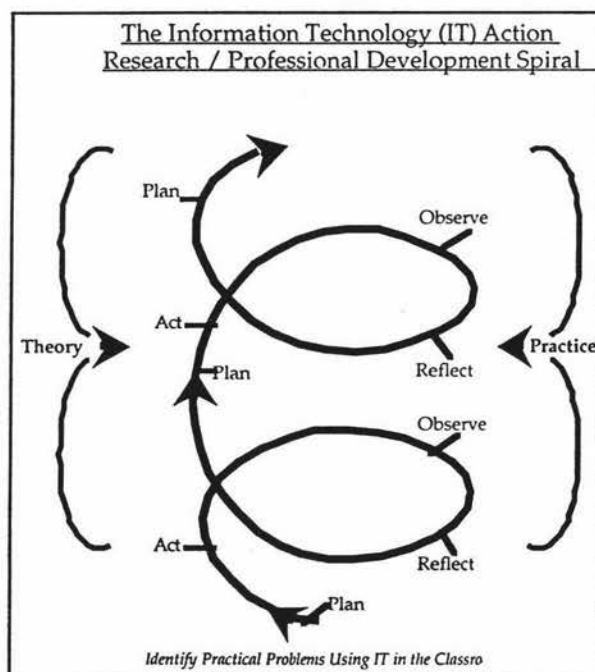 The Information Technology (IT) Action
Research / Professional Development Spiral
Plan
Observe
Act
Theory
Practice
Plan
Reflect
Observe
Act
Reflect
Plan
Identify Practical Problems Using IT in the Classro